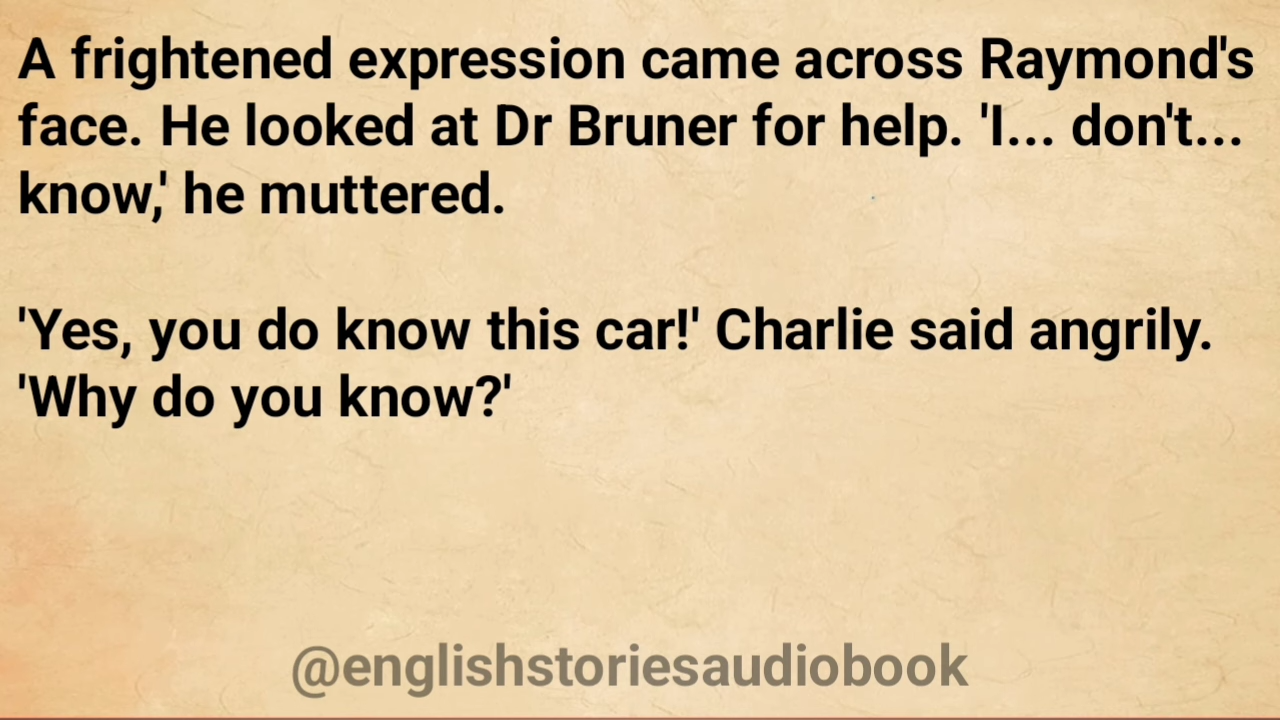 A frightened expression came across Raymond's
face. He looked at Dr Bruner for help. 'I... don't...
know,' he muttered.
'Yes, you do know this car!' Charlie said angrily.
'Why do you know?'
@englishstoriesaudiobook